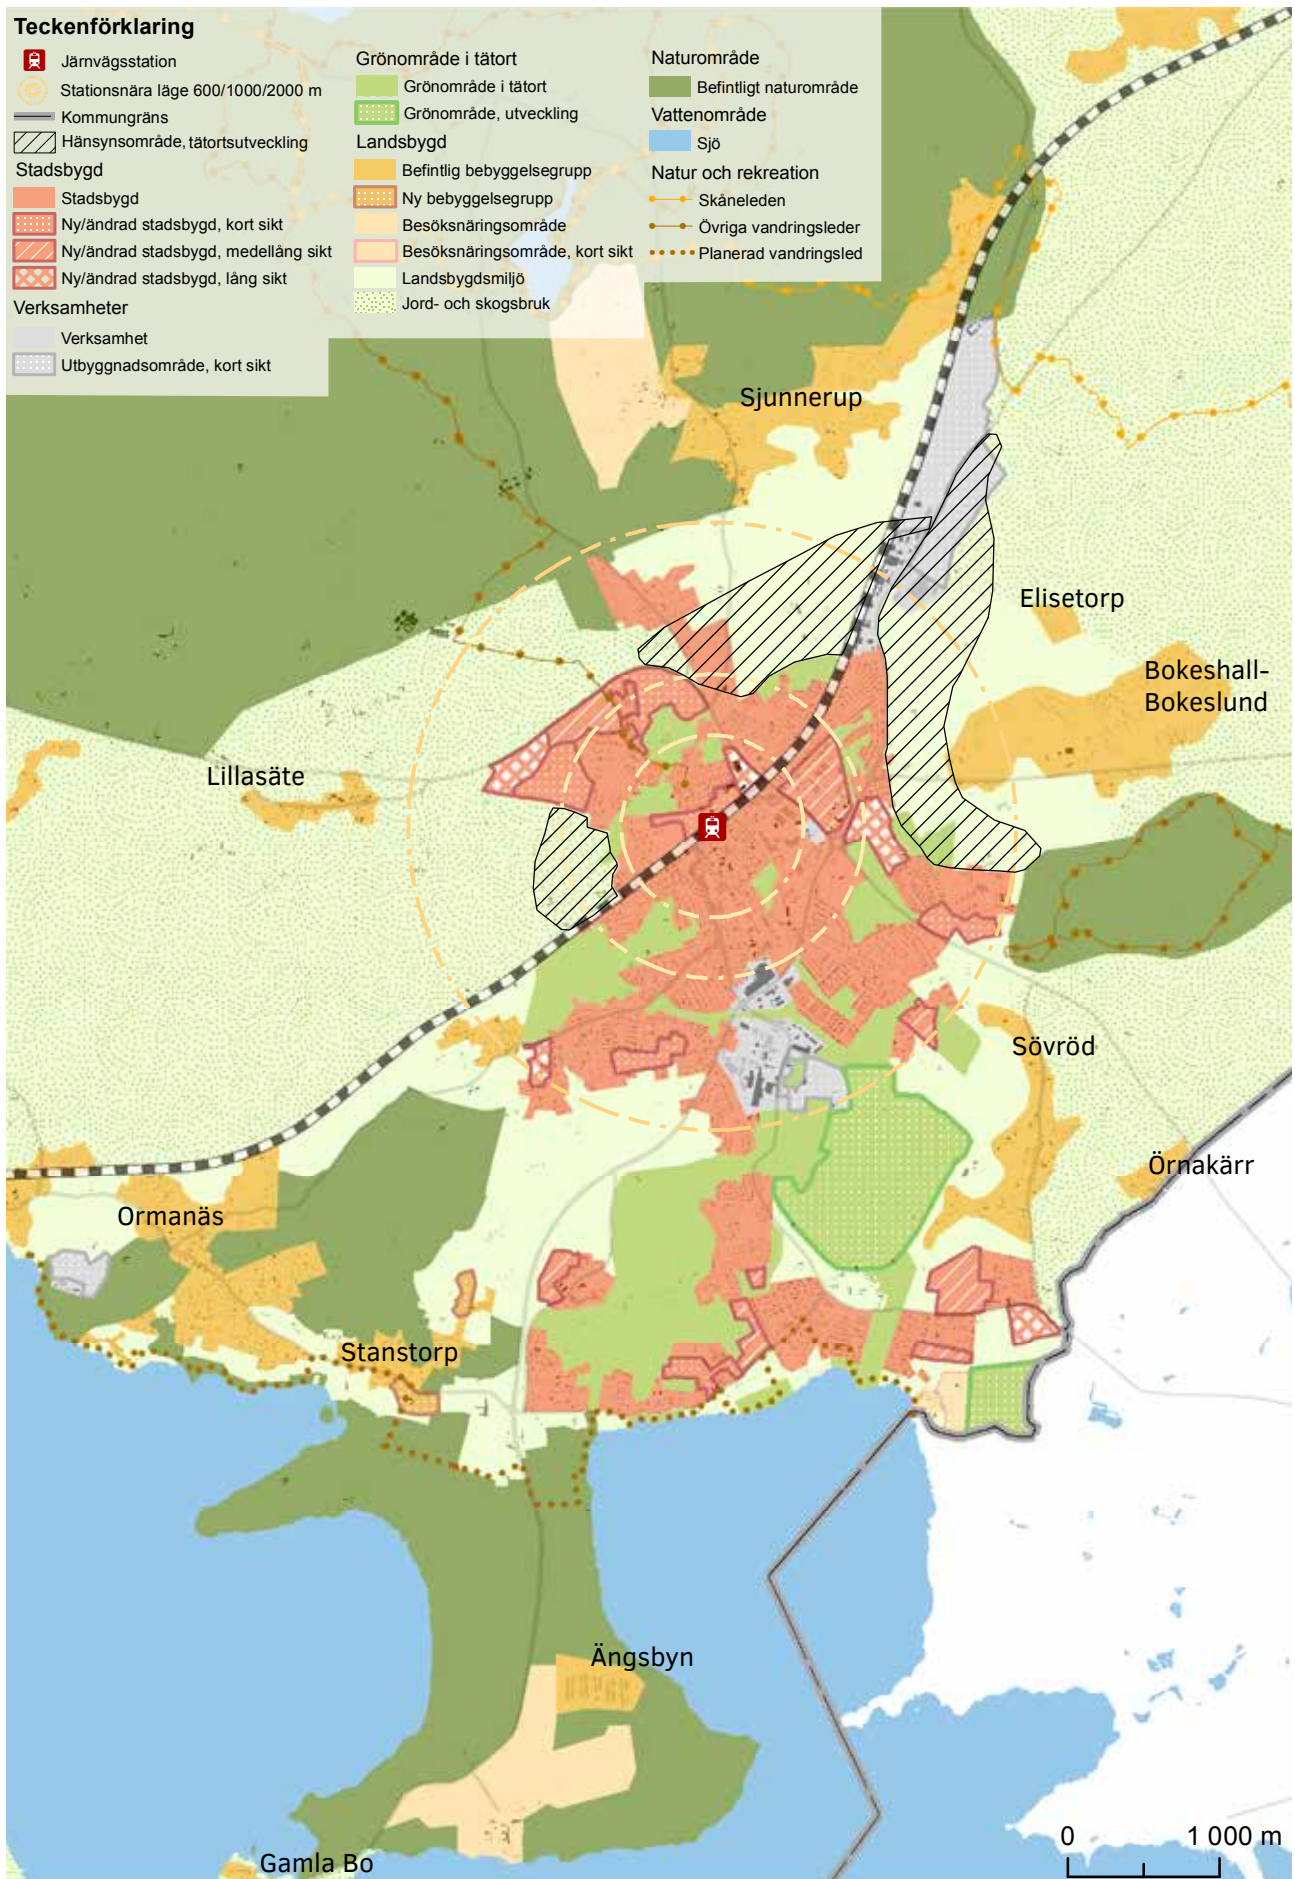 Teckenförklaring
Järnvägsstation
Stationsnära läge 600/1000/2000 m
Kommungräns
Hänsynsområde, tätortsutveckling
Stadsbygd
Stadsbygd
Ny/ändrad stadsbygd, kort sikt
Ny/ändrad stadsbygd, medellång sikt
Ny/ändrad stadsbygd, lång sikt
Verksamheter
Verksamhet
Utbyggnadsområde, kort sikt
Grönområde i tätort
Grönområde i tätort
Grönområde, utveckling
Landsbygd
Befintlig bebyggelsegrupp
Ny bebyggelsegrupp
Besöksnäringsområde
Besöksnäringsområde, kort sikt
Landsbygdsmiljö
Jord- och skogsbruk
Naturområde
Befintligt naturområde
Vattenområde
Sjö
Natur och rekreation
Skåneleden
Övriga vandringsleder
Planerad vandringsled
Sjunnerup
Elisetorp
Bokeshall-
Bokeslund
Lillasäte
Sövröd
Örnakärr
Ormanäs
Stanstorp
Ängsbyn
Gamla Bo
0 1 000 m